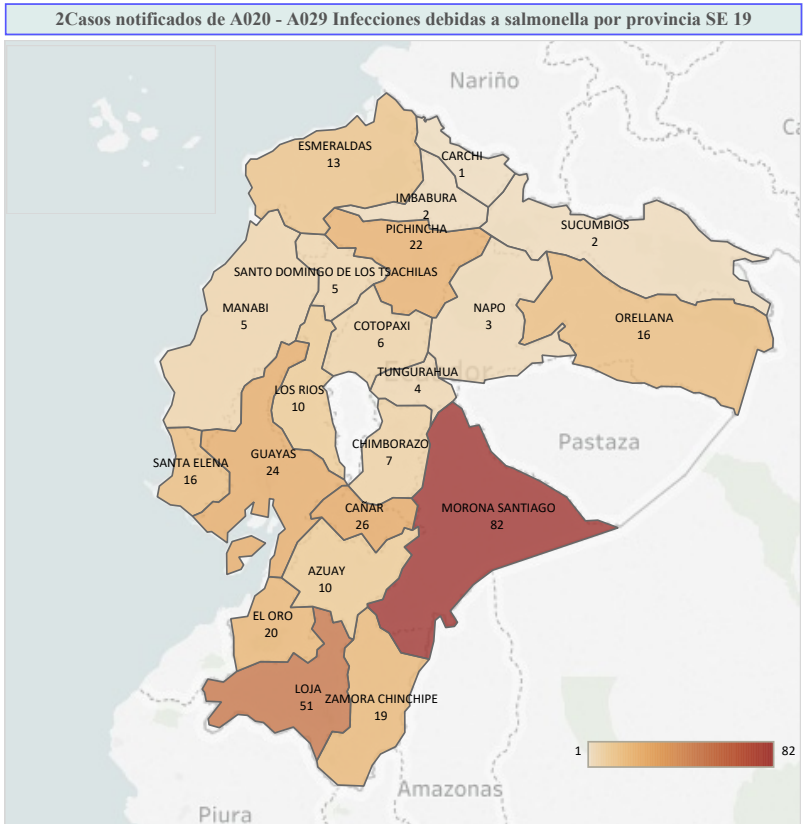 2Casos notificados de A020 - A029 Infecciones debidas a salmonella por provincia SE 19
Nariño
Ca
ESMERALDAS
13
CARCHI
1
IMBABURA
2
SUCUMBIOS
2
PICHINCHA
22
SANTO DOMINGO DE LOS TSACHILAS
5
MANABI
5
NAPO
3
ORELLANA
16
COTOPAXI
6
Ecuador
TUNGURAHUA
4
LOS RIOS
10
Pastaza
CHIMBORAZO
7
GUAYAS
24
SANTA ELENA
16
CAÑAR
26
MORONA SANTIAGO
82
AZUAY
10
EL ORO
20
LOJA
51
ZAMORA CHINCHIPE
19
1
82
Amazonas
Piura